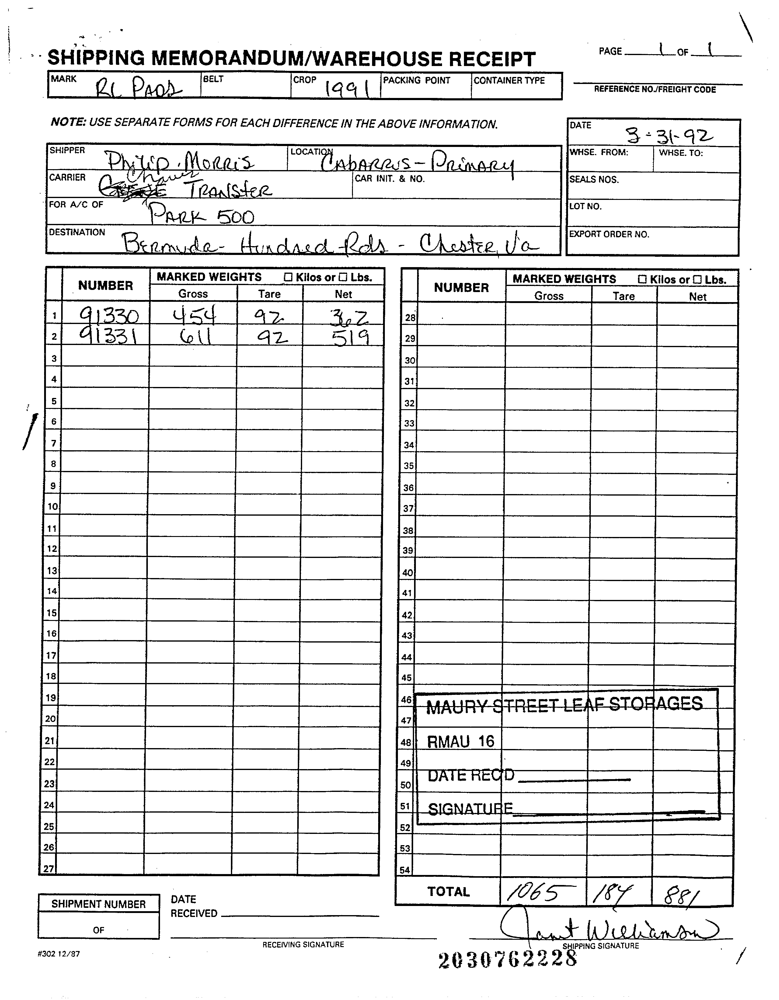 PAGE 1 OF 1
SHIPPING MEMORANDUM/WAREHOUSE RECEIPT
MARK RL PADS BELT CROP 1991 PACKING POINT CONTAINER TYPE
REFERENCE NO./FREIGHT CODE
NOTE: USE SEPARATE FORMS FOR EACH DIFFERENCE IN THE ABOVE INFORMATION.
DATE 3-31-92
SHIPPER Philip Morris LOCATION Cabarrus - Primary
WHSE. FROM: WHSE. TO:
CARRIER Transfer CAR INIT. & NO.
SEALS NOS.
FOR A/C OF Park 500
LOT NO.
DESTINATION Bermuda - Hundred Rds - Chester, Va
EXPORT ORDER NO.
NUMBER MARKED WEIGHTS ☐ Kilos or ☐ Lbs. NUMBER MARKED WEIGHTS ☐ Kilos or ☐ Lbs.
Gross Tare Net Gross Tare Net
1 91330 454 92 362 28
2 91331 611 92 519 29
3 30
4 31
5 32
6 33
7 34
8 35
9 36
10 37
11 38
12 39
13 40
14 41
15 42
16 43
17 44
18 45
19 46 MAURY STREET LEAF STORAGES
20 47
21 48 RMAU 16
22 49
23 50 DATE REC'D
24 51 SIGNATURE
25 52
26 53
27 54
TOTAL 1065 184 881
SHIPMENT NUMBER DATE RECEIVED
OF
Janet Williamson
RECEIVING SIGNATURE SHIPPING SIGNATURE
#302 12/87
2030762228